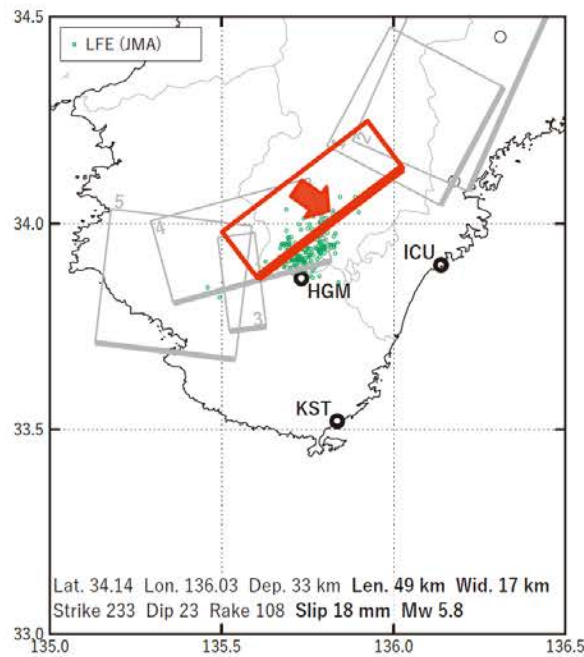 34.5
LFE (JMA)
2
5
4
34.0
ICU
HGM
3
KST
33.5
Lat. 34.14 Lon. 136.03 Dep. 33 km Len. 49 km Wid. 17 km
Strike 233 Dip 23 Rake 108 Slip 18 mm Mw 5.8
33.0
135.0 135.5 136.0 136.5